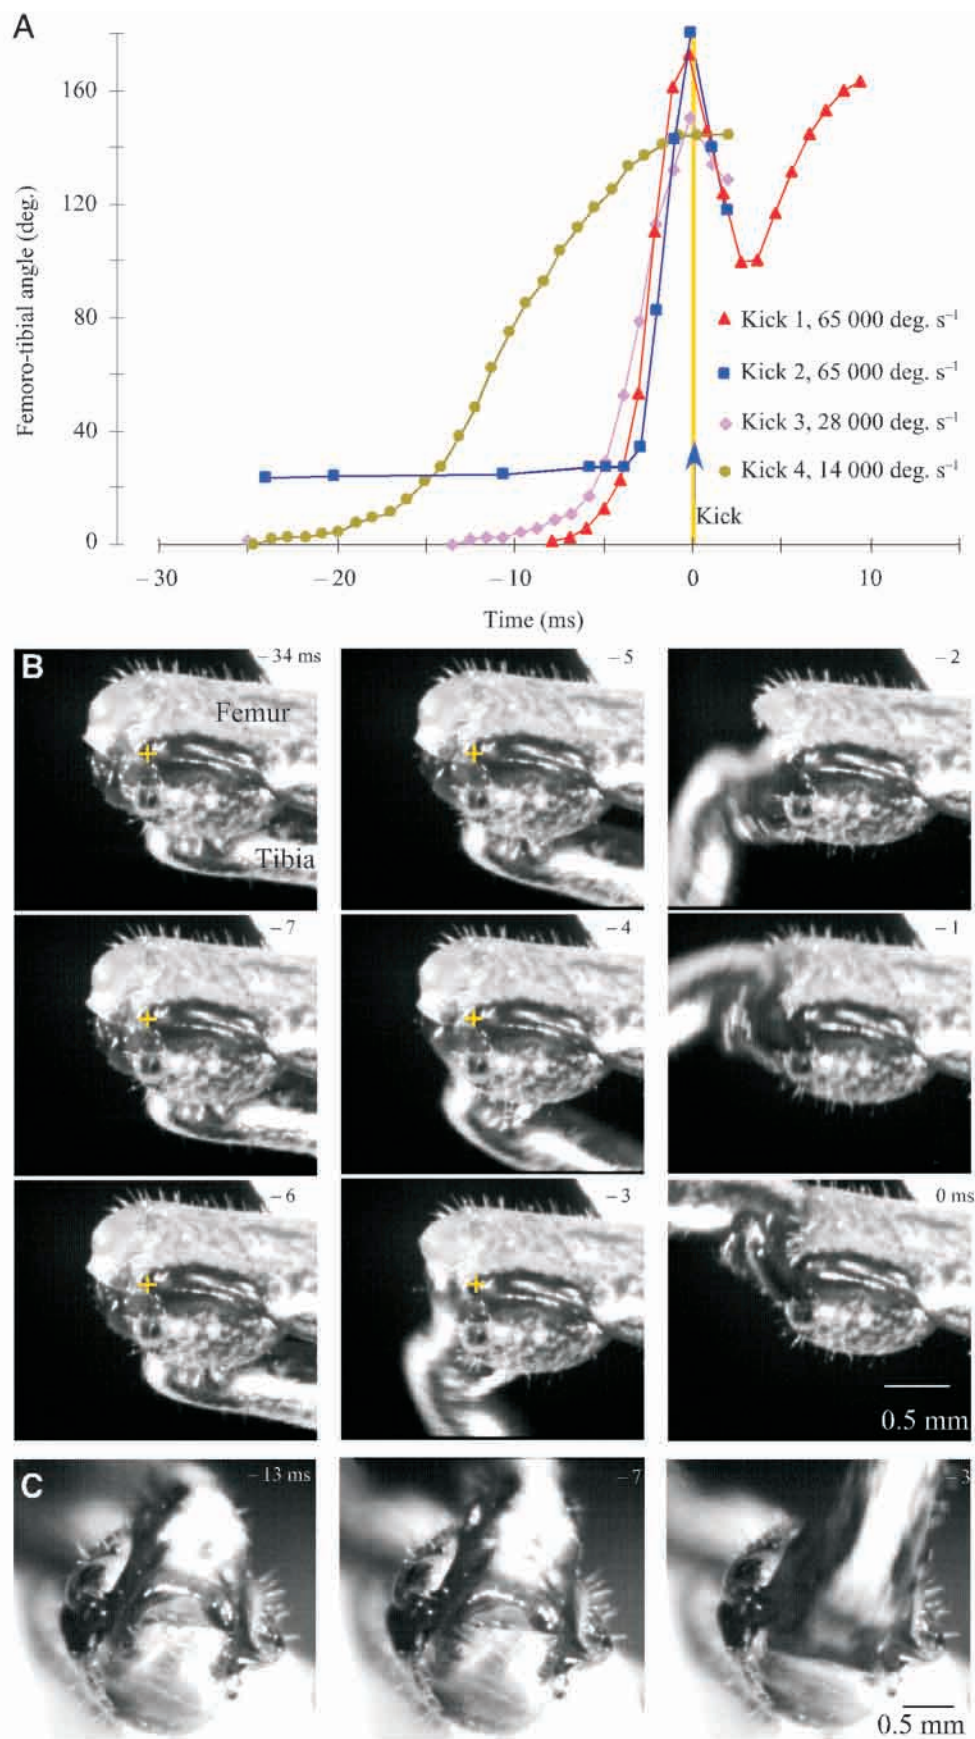 A
160
120
80
40
0
Femoro-tibial angle (deg.)
Kick 1, 65 000 deg. s⁻¹
Kick 2, 65 000 deg. s⁻¹
Kick 3, 28 000 deg. s⁻¹
Kick 4, 14 000 deg. s⁻¹
Kick
−30 −20 −10 0 10
Time (ms)
B
−34 ms −5 −2
Femur
Tibia
−7 −4 −1
−6 −3 0 ms
0.5 mm
C
−13 ms −7 −3
0.5 mm